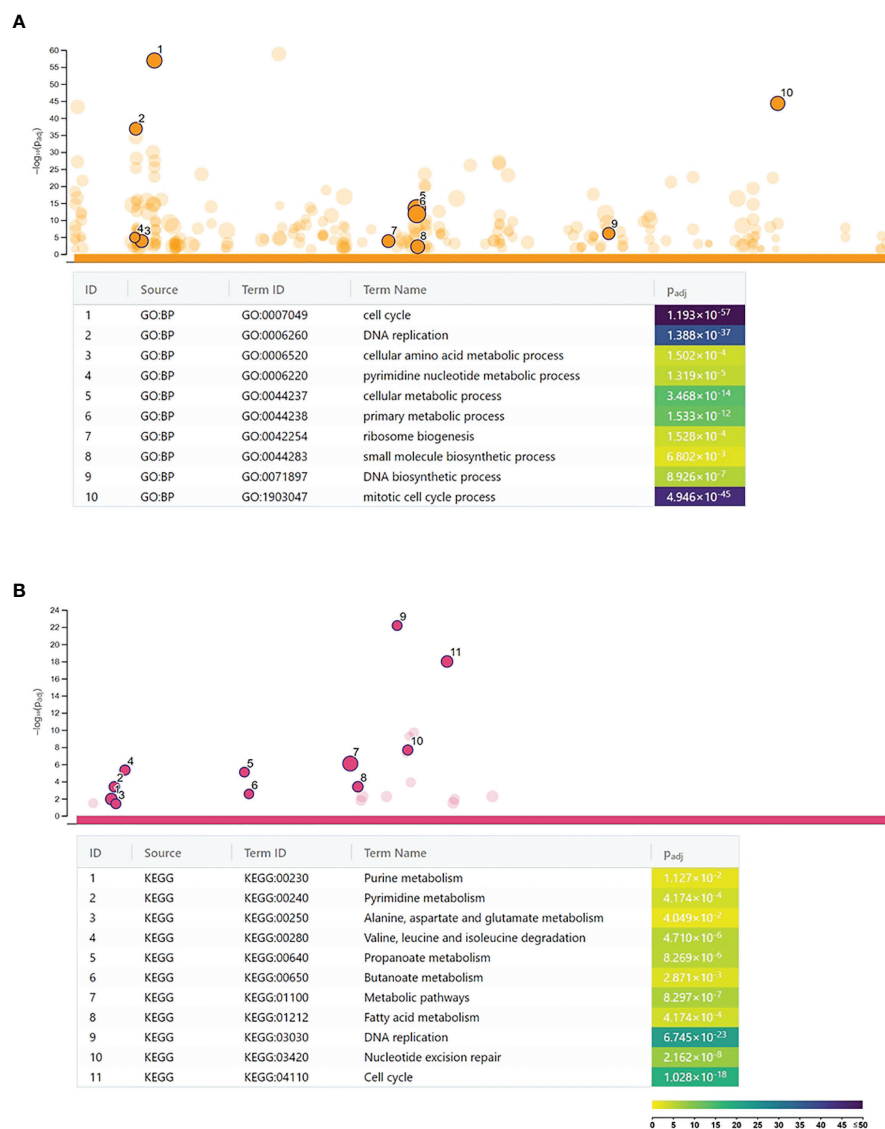 A
60
55
50
45
40
35
30
25
20
15
10
5
0
-log₁₀(p_adj)
1
2
4 3
5
6
7
8
9
10
ID Source Term ID Term Name p_adj
1 GO:BP GO:0007049 cell cycle 1.193×10⁻⁵⁷
2 GO:BP GO:0006260 DNA replication 1.388×10⁻³⁷
3 GO:BP GO:0006520 cellular amino acid metabolic process 1.502×10⁻⁴
4 GO:BP GO:0006220 pyrimidine nucleotide metabolic process 1.319×10⁻⁵
5 GO:BP GO:0044237 cellular metabolic process 3.468×10⁻¹⁴
6 GO:BP GO:0044238 primary metabolic process 1.533×10⁻¹²
7 GO:BP GO:0042254 ribosome biogenesis 1.528×10⁻⁴
8 GO:BP GO:0044283 small molecule biosynthetic process 6.802×10⁻³
9 GO:BP GO:0071897 DNA biosynthetic process 8.926×10⁻⁷
10 GO:BP GO:1903047 mitotic cell cycle process 4.946×10⁻⁴⁵
B
24
22
20
18
16
14
12
10
8
6
4
2
0
-log₁₀(p_adj)
9
11
10
7
8
5
6
4
2
1
3
ID Source Term ID Term Name p_adj
1 KEGG KEGG:00230 Purine metabolism 1.127×10⁻²
2 KEGG KEGG:00240 Pyrimidine metabolism 4.174×10⁻⁴
3 KEGG KEGG:00250 Alanine, aspartate and glutamate metabolism 4.049×10⁻²
4 KEGG KEGG:00280 Valine, leucine and isoleucine degradation 4.710×10⁻⁶
5 KEGG KEGG:00640 Propanoate metabolism 8.269×10⁻⁶
6 KEGG KEGG:00650 Butanoate metabolism 2.871×10⁻³
7 KEGG KEGG:01100 Metabolic pathways 8.297×10⁻⁷
8 KEGG KEGG:01212 Fatty acid metabolism 4.174×10⁻⁴
9 KEGG KEGG:03030 DNA replication 6.745×10⁻²³
10 KEGG KEGG:03420 Nucleotide excision repair 2.162×10⁻⁸
11 KEGG KEGG:04110 Cell cycle 1.028×10⁻¹⁸
0 5 10 15 20 25 30 35 40 45 ≤50